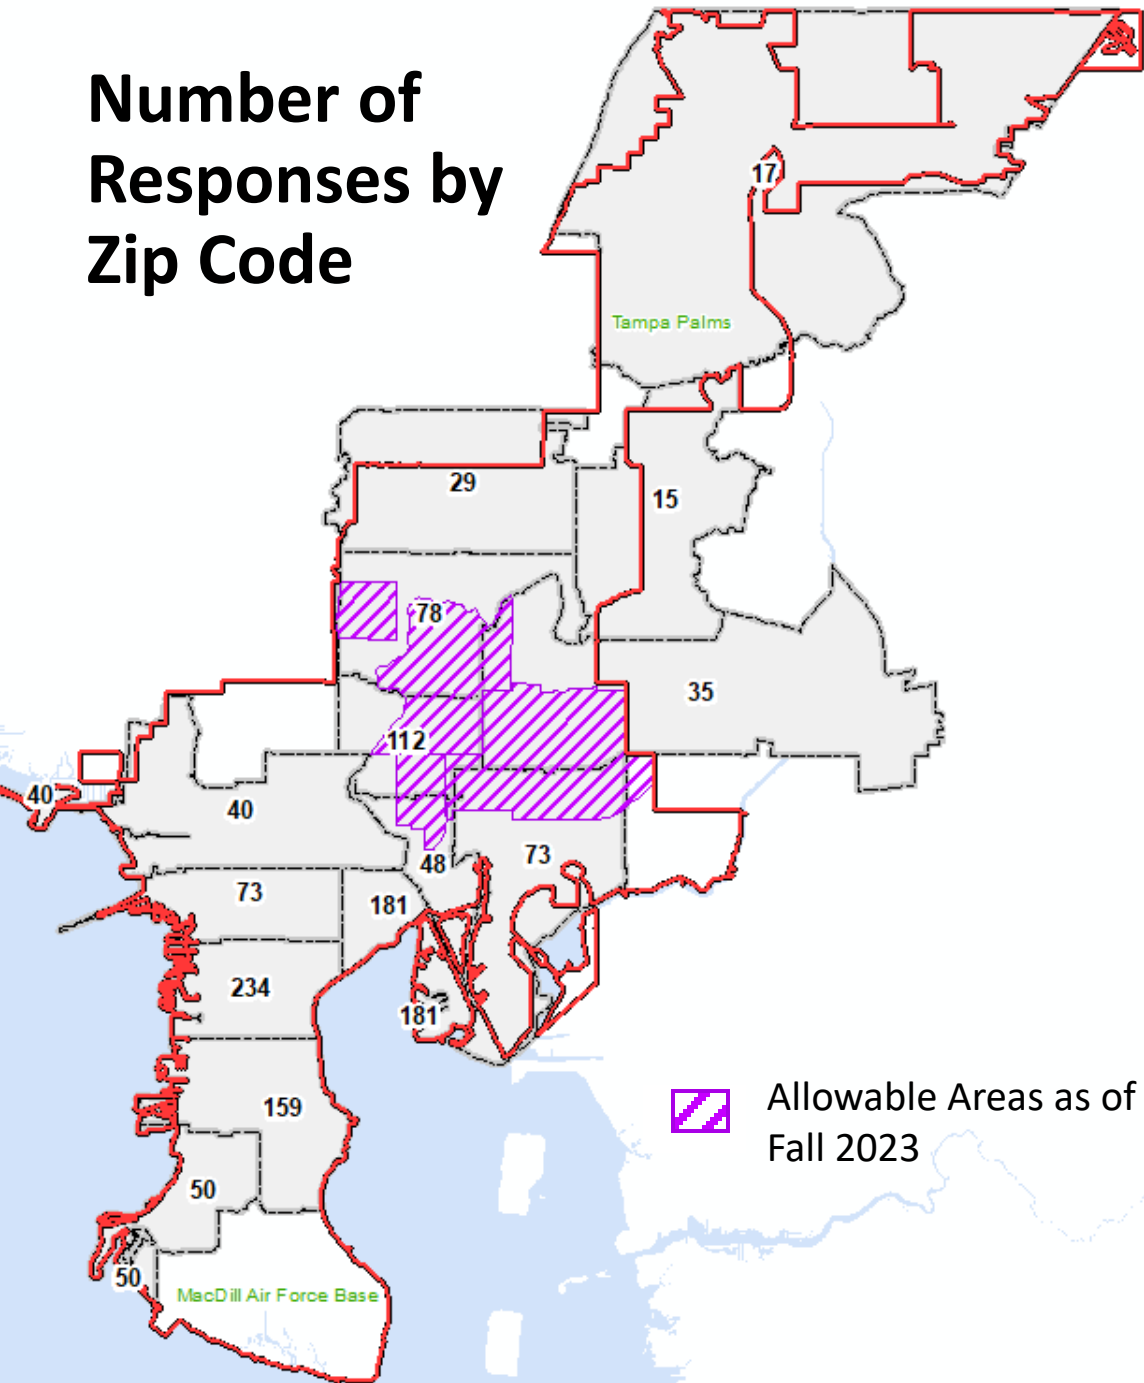 Number of
Responses by
Zip Code
17
Tampa Palms
29
15
78
35
112
40
40
48
73
73
181
234
181
159
Allowable Areas as of
Fall 2023
50
50
MacDill Air Force Base